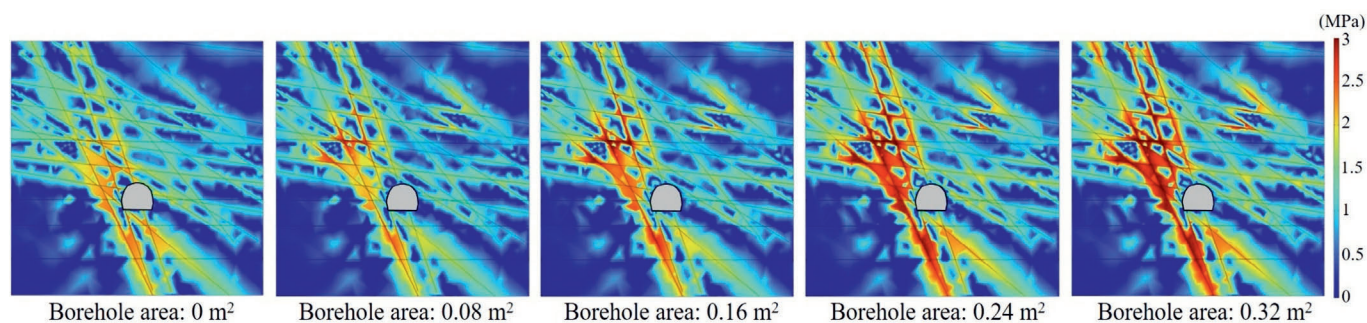 (MPa)
3
2.5
2
1.5
1
0.5
0
Borehole area: 0 m²
Borehole area: 0.08 m²
Borehole area: 0.16 m²
Borehole area: 0.24 m²
Borehole area: 0.32 m²